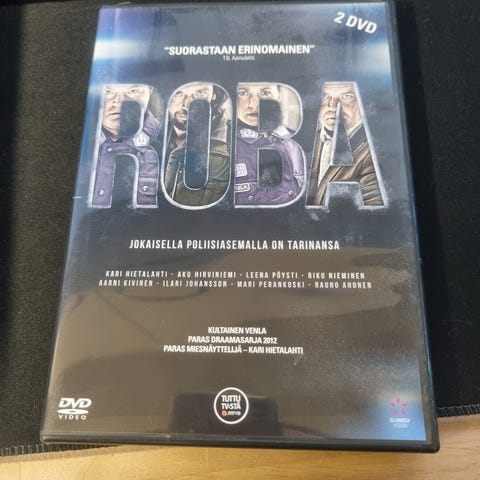 2 DVD
"SUORASTAAN ERINOMAINEN"
ROBA
JOKAISELLA POLIISIASEMALLA ON TARINANSA
KARI HIETALAHTI - AKU HIRVINIEMI - LEENA PÖYSTI - RIKU NIEMINEN
AARNI KIVINEN - ILARI JOHANSSON - MARI PERANKOSKI - RAUNO AHONEN
KULTAINEN VENLA
PARAS DRAAMASARJA 2012
PARAS MIESNÄYTTELIJÄ – KARI HIETALAHTI
DVD
VIDEO
TUTTU
TV:STÄ
SCANBOX
VISION